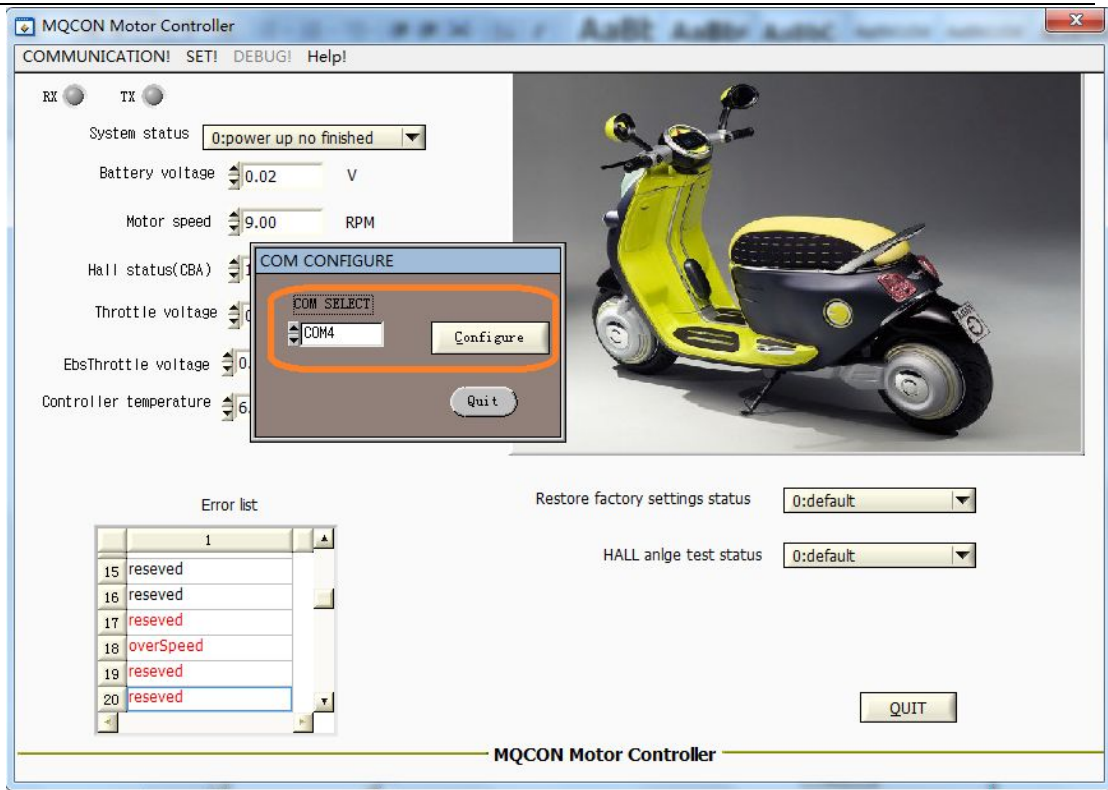 MQCON Motor Controller
COMMUNICATION! SET! DEBUG! Help!
RX TX
System status 0:power up no finished
Battery voltage 0.02 V
Motor speed 9.00 RPM
Hall status(CBA) 1
Throttle voltage
EbsThrottle voltage 0.
Controller temperature 6.
COM CONFIGURE
COM SELECT
COM4
Configure
Quit
Error list
1
15 reseved
16 reseved
17 reseved
18 overSpeed
19 reseved
20 reseved
Restore factory settings status 0:default
HALL anlge test status 0:default
QUIT
MQCON Motor Controller